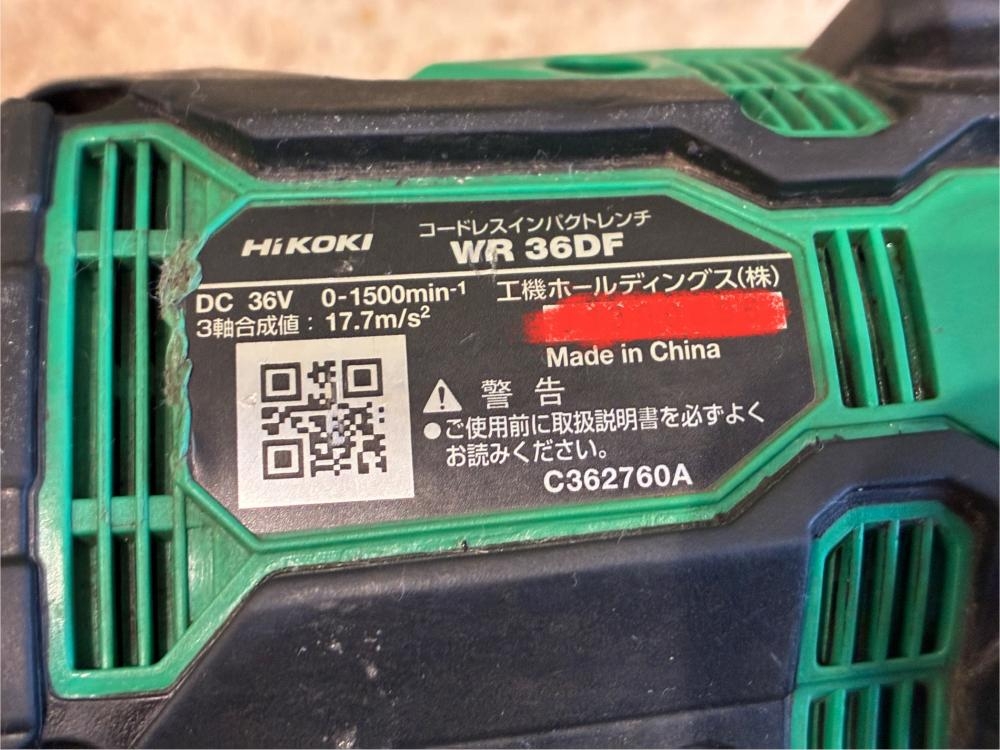 HiKOKI
コードレスインパクトレンチ
WR 36DF
DC 36V 0-1500min-1
3軸合成値：17.7m/s²
工機ホールディングス(株)
Made in China
警告
●ご使用前に取扱説明書を必ずよく
お読みください。
C362760A